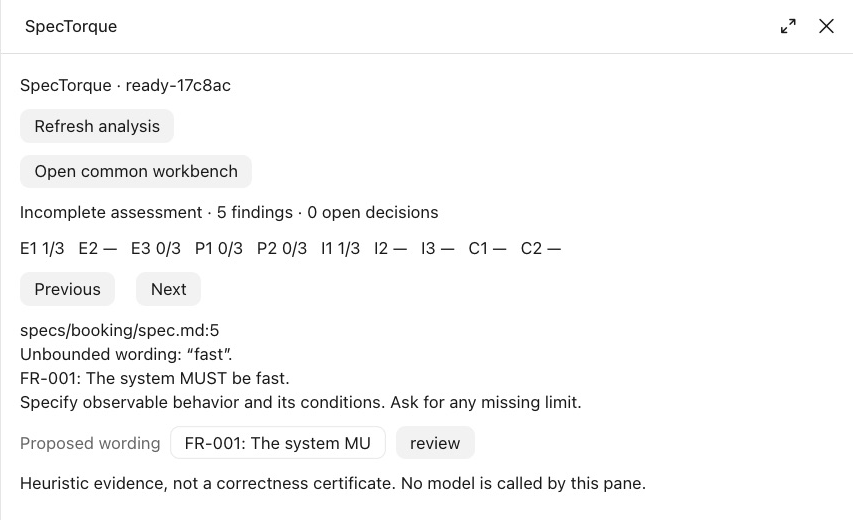 SpecTorque
SpecTorque · ready-17c8ac
Refresh analysis
Open common workbench
Incomplete assessment · 5 findings · 0 open decisions
E1 1/3 E2 — E3 0/3 P1 0/3 P2 0/3 I1 1/3 I2 — I3 — C1 — C2 —
Previous Next
specs/booking/spec.md:5
Unbounded wording: “fast”.
FR-001: The system MUST be fast.
Specify observable behavior and its conditions. Ask for any missing limit.
Proposed wording FR-001: The system MU review
Heuristic evidence, not a correctness certificate. No model is called by this pane.